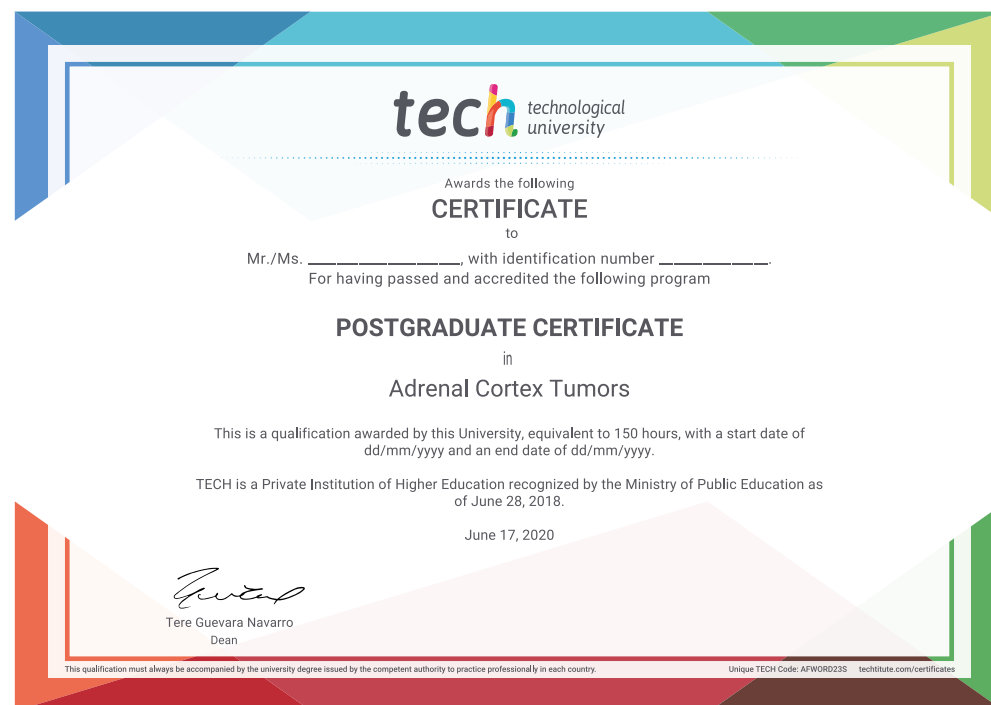 tech technological
university
Awards the following
CERTIFICATE
to
Mr./Ms. ____________________, with identification number ______________.
For having passed and accredited the following program
POSTGRADUATE CERTIFICATE
in
Adrenal Cortex Tumors
This is a qualification awarded by this University, equivalent to 150 hours, with a start date of
dd/mm/yyyy and an end date of dd/mm/yyyy.
TECH is a Private Institution of Higher Education recognized by the Ministry of Public Education as
of June 28, 2018.
June 17, 2020
Tere Guevara Navarro
Dean
This qualification must always be accompanied by the university degree issued by the competent authority to practice professionally in each country. Unique TECH Code: AFWORD23S techtitute.com/certificates